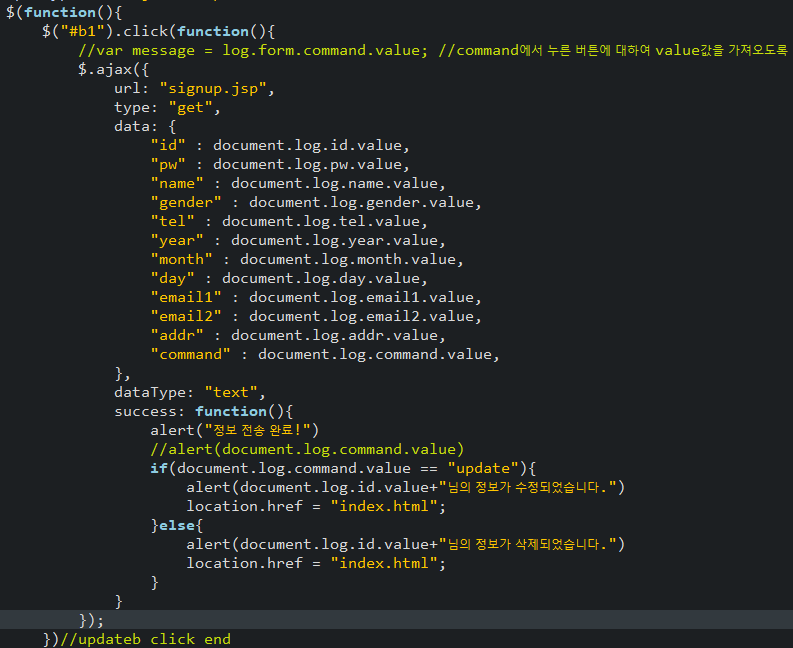 $(function(){
$("#b1").click(function(){
//var message = log.form.command.value; //command에서 누른 버튼에 대하여 value값을 가져오도록
$.ajax({
url: "signup.jsp",
type: "get",
data: {
"id" : document.log.id.value,
"pw" : document.log.pw.value,
"name" : document.log.name.value,
"gender" : document.log.gender.value,
"tel" : document.log.tel.value,
"year" : document.log.year.value,
"month" : document.log.month.value,
"day" : document.log.day.value,
"email1" : document.log.email1.value,
"email2" : document.log.email2.value,
"addr" : document.log.addr.value,
"command" : document.log.command.value,
},
dataType: "text",
success: function(){
alert("정보 전송 완료!")
//alert(document.log.command.value)
if(document.log.command.value == "update"){
alert(document.log.id.value+"님의 정보가 수정되었습니다.")
location.href = "index.html";
}else{
alert(document.log.id.value+"님의 정보가 삭제되었습니다.")
location.href = "index.html";
}
}
});
})//updateb click end